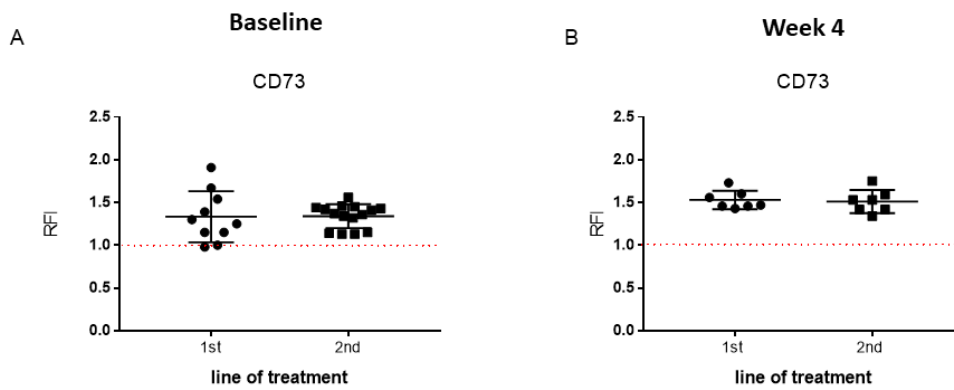 Baseline
A
CD73
2.5
2.0
1.5
1.0
0.5
0.0
RFI
1st
2nd
line of treatment
Week 4
B
CD73
2.5
2.0
1.5
1.0
0.5
0.0
RFI
1st
2nd
line of treatment